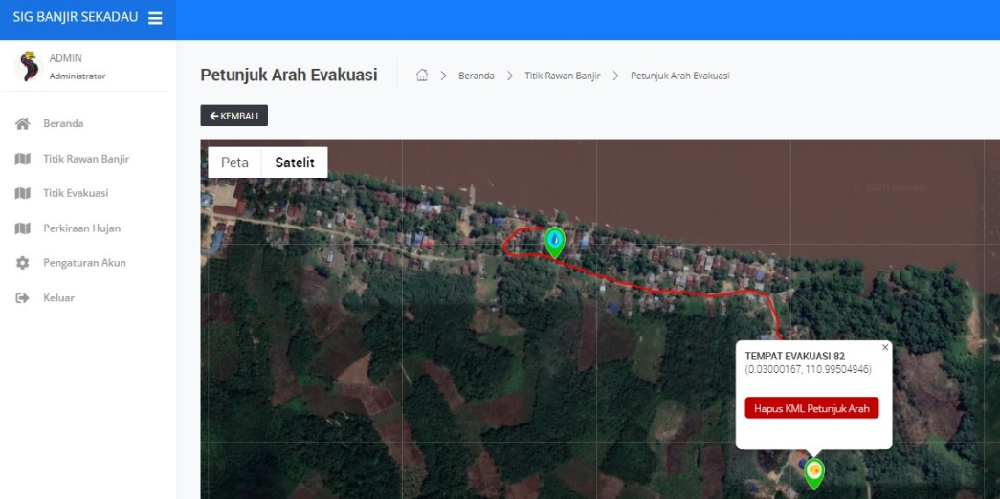 SIG BANJIR SEKADAU
ADMIN
Administrator
Beranda
Titik Rawan Banjir
Titik Evakuasi
Perkiraan Hujan
Pengaturan Akun
Keluar
Petunjuk Arah Evakuasi
> Beranda > Titik Rawan Banjir > Petunjuk Arah Evakuasi
KEMBALI
Peta Satelit
© 2020 Google
TEMPAT EVAKUASI 82
(0.03000167, 110.99504946)
Hapus KML Petunjuk Arah